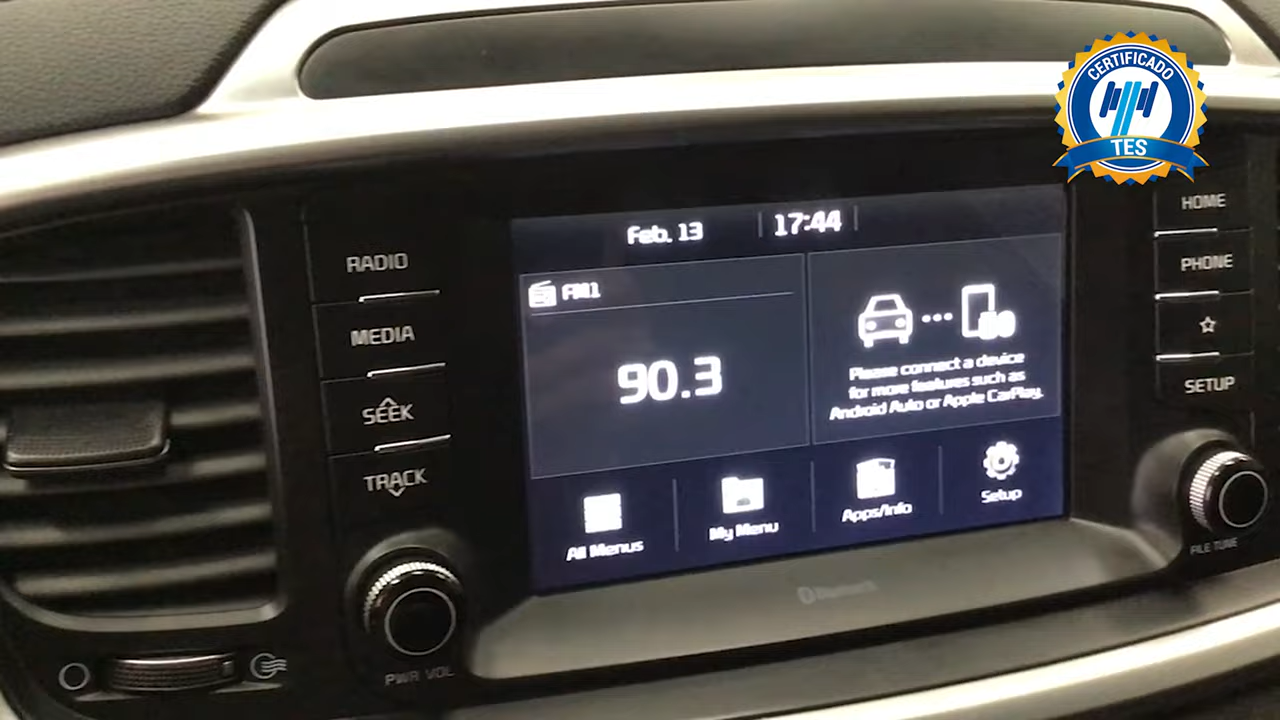 CERTIFICADO
TES
HOME
Feb. 13
17:44
RADIO
PHONE
FM1
MEDIA
90.3
Please connect a device
for more features such as
Android Auto or Apple CarPlay.
SEEK
SETUP
TRACK
All Menus
My Menu
Apps/Info
Setup
FILE TUNE
Bluetooth
PWR VOL